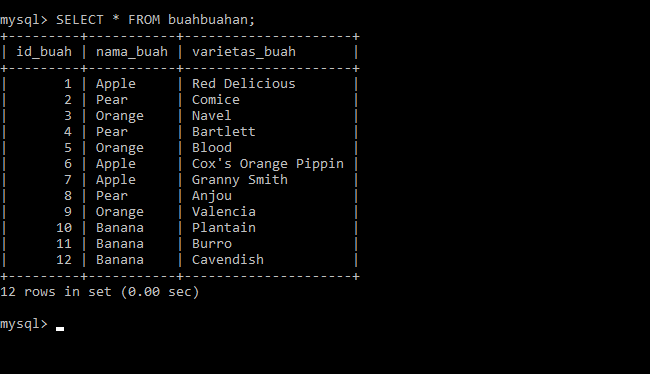 mysql> SELECT * FROM buahbuahan;
+---------+-----------+---------------------+
| id_buah | nama_buah | varietas_buah       |
+---------+-----------+---------------------+
|       1 | Apple     | Red Delicious       |
|       2 | Pear      | Comice              |
|       3 | Orange    | Navel               |
|       4 | Pear      | Bartlett            |
|       5 | Orange    | Blood               |
|       6 | Apple     | Cox's Orange Pippin |
|       7 | Apple     | Granny Smith        |
|       8 | Pear      | Anjou               |
|       9 | Orange    | Valencia            |
|      10 | Banana    | Plantain            |
|      11 | Banana    | Burro               |
|      12 | Banana    | Cavendish           |
+---------+-----------+---------------------+
12 rows in set (0.00 sec)
mysql> _